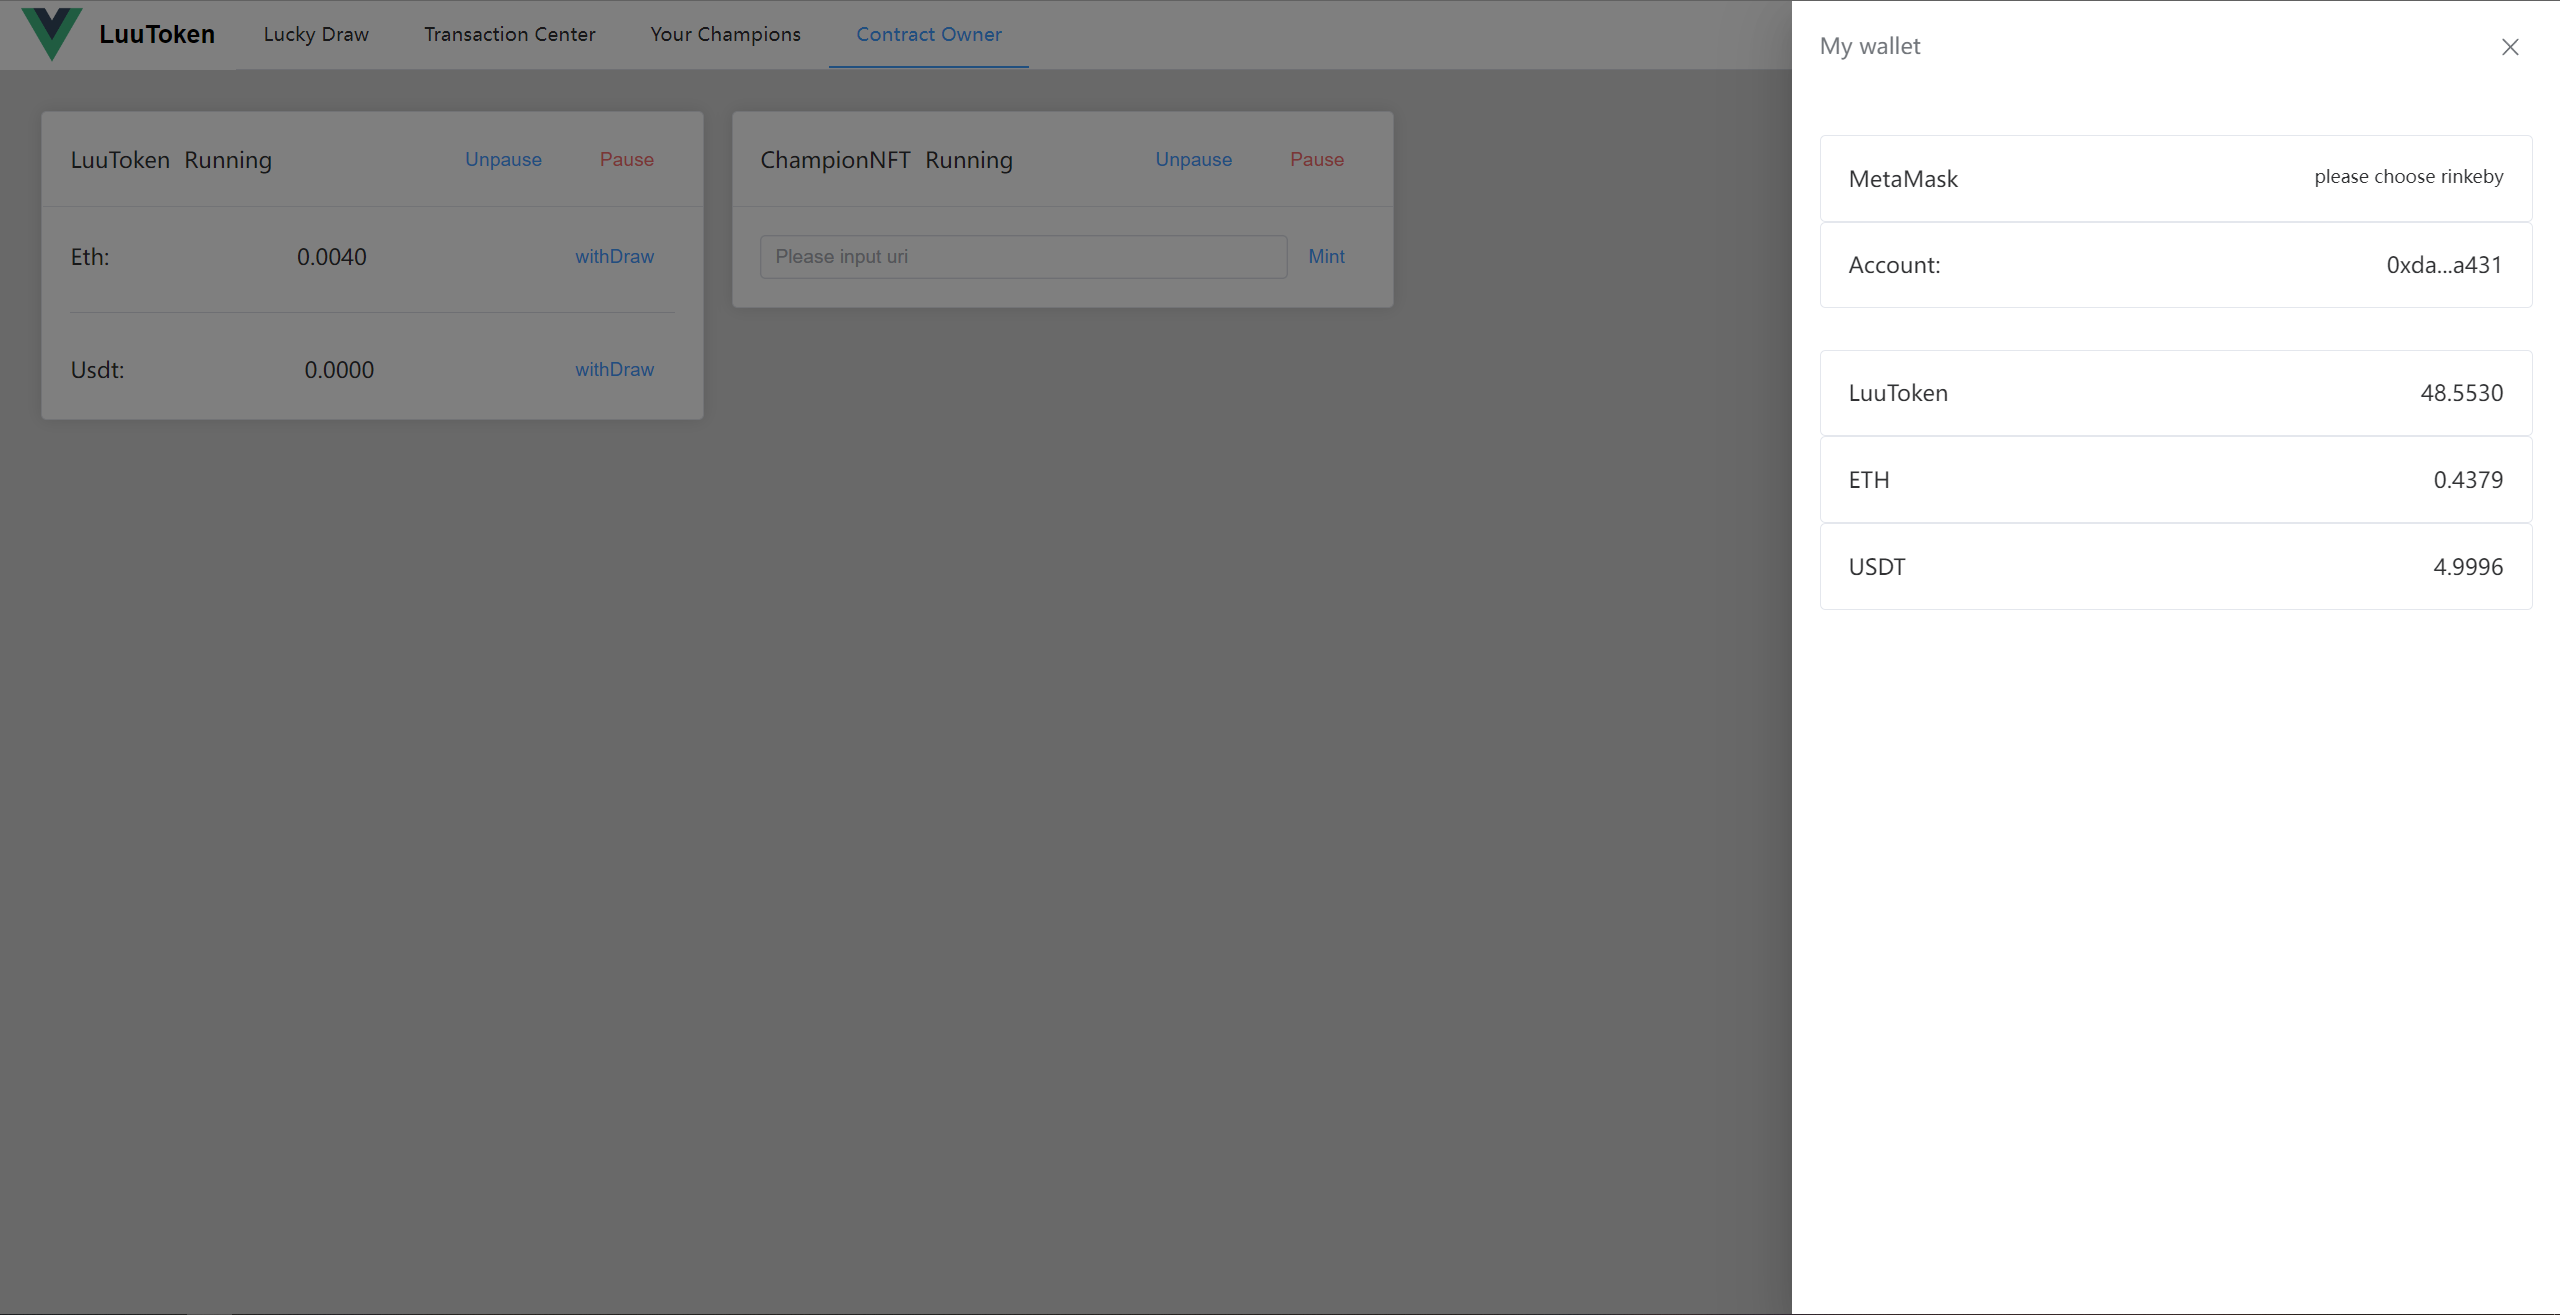 LuuToken Lucky Draw Transaction Center Your Champions Contract Owner
LuuToken Running Unpause Pause
Eth: 0.0040 withDraw
Usdt: 0.0000 withDraw
ChampionNFT Running Unpause Pause
Please input uri Mint
My wallet
MetaMask please choose rinkeby
Account: 0xda...a431
LuuToken 48.5530
ETH 0.4379
USDT 4.9996